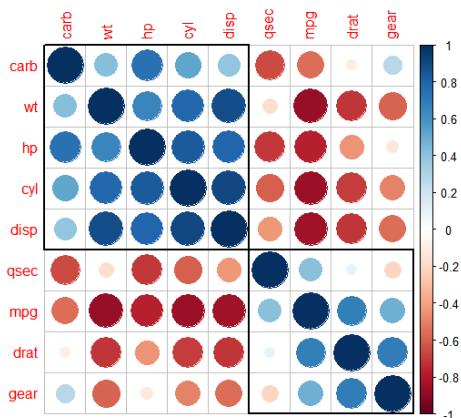 carb wt hp cyl disp qsec mpg drat gear
carb
wt
hp
cyl
disp
qsec
mpg
drat
gear
1
0.8
0.6
0.4
0.2
0
-0.2
-0.4
-0.6
-0.8
-1